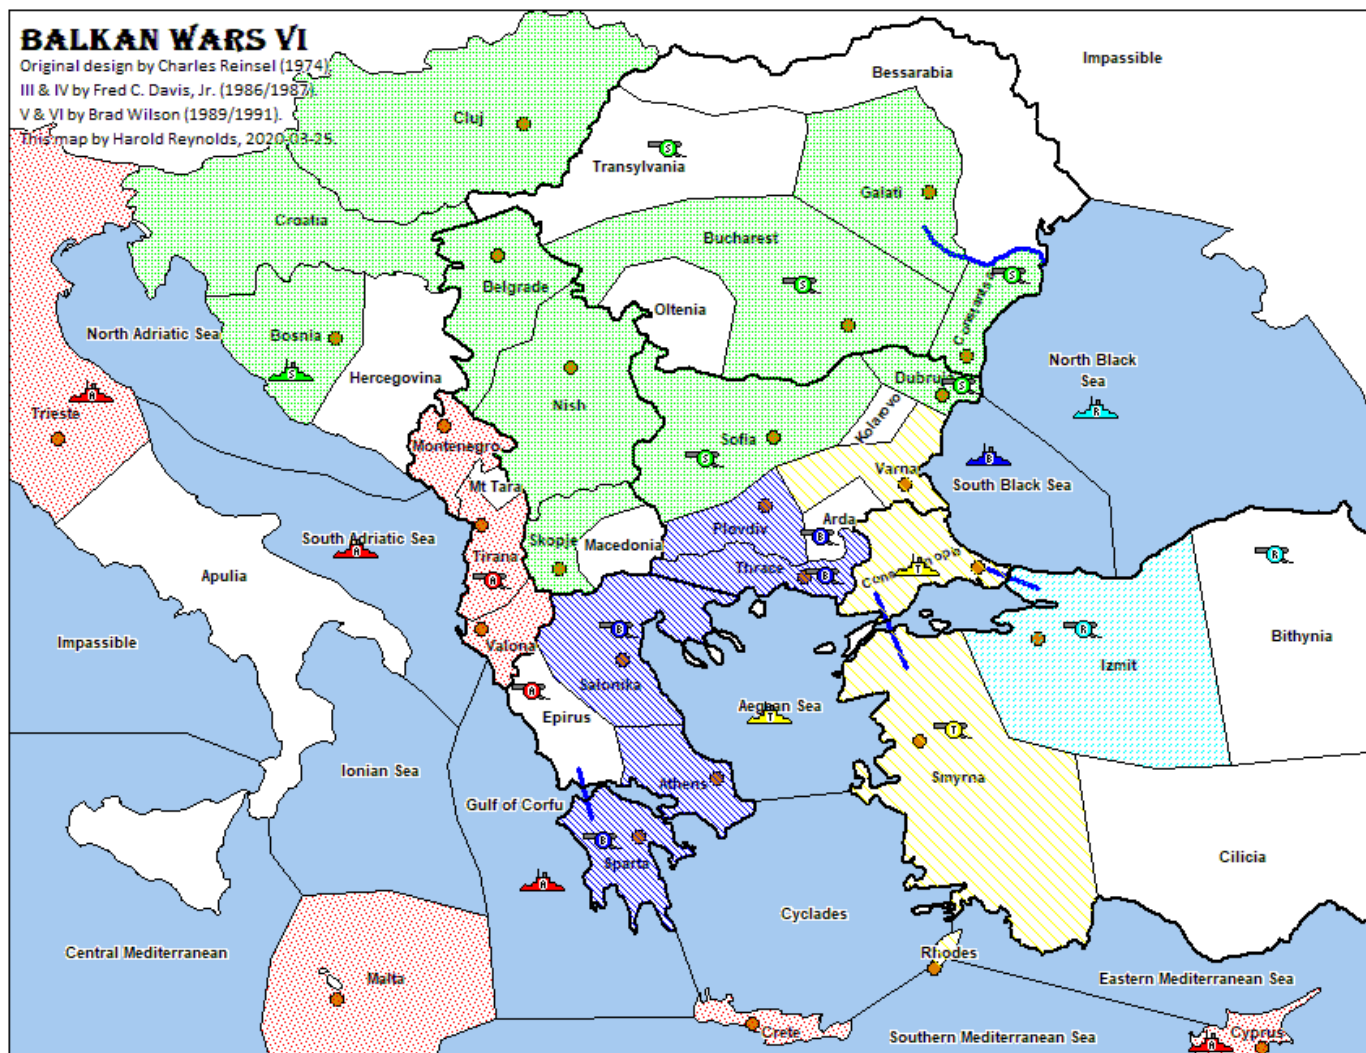 BALKAN WARS VI
Original design by Charles Reinsel (1974).
III & IV by Fred C. Davis, Jr. (1986/1987).
V & VI by Brad Wilson (1989/1991).
This map by Harold Reynolds, 2020-03-25.
Impassible
Bessarabia
Cluj
Transylvania
S
Galati
Croatia
Bucharest
Belgrade
S
Constanta
S
Oltenia
North Adriatic Sea
Bosnia
S
Hercegovina
North Black
Sea
R
Dubruja
S
A
Trieste
Nish
Kolarovo
Montenegro
Sofia
S
Varna
B
South Black Sea
Mt Tara
Plovdiv
Arda
B
South Adriatic Sea
A
Skopje
Macedonia
Tirana
A
Thrace
B
Constantinople
T
R
Apulia
Impassible
Valona
B
Salonika
R
Izmit
Bithynia
A
Epirus
Aegean Sea
T
T
Smyrna
Ionian Sea
Athens
Gulf of Corfu
B
Sparta
A
Cilicia
Cyclades
Central Mediterranean
Malta
Rhodes
Eastern Mediterranean Sea
Crete
Southern Mediterranean Sea
A
Cyprus